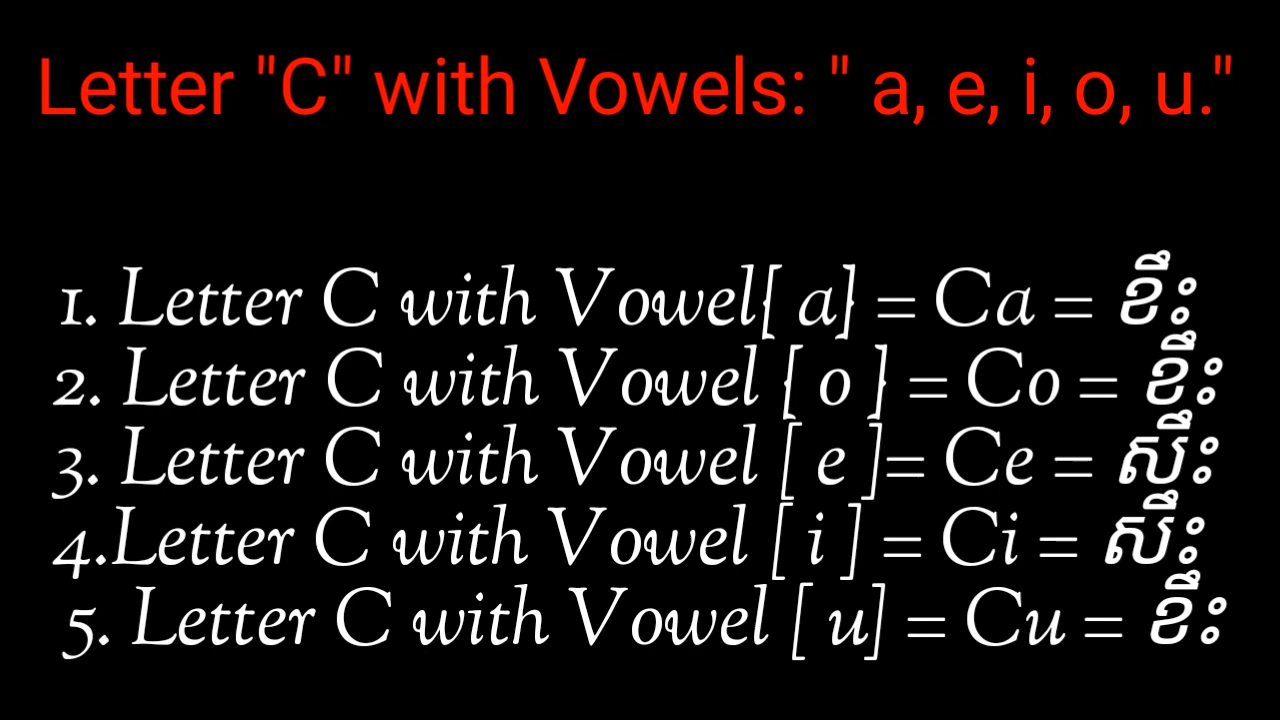 Letter "C" with Vowels: " a, e, i, o, u."
1. Letter C with Vowel[ a] = Ca = ខឹះ
2. Letter C with Vowel [ o ] = Co = ខឹះ
3. Letter C with Vowel [ e ]= Ce = សឹះ
4.Letter C with Vowel [ i ] = Ci = សឹះ
5. Letter C with Vowel [ u] = Cu = ខឹះ